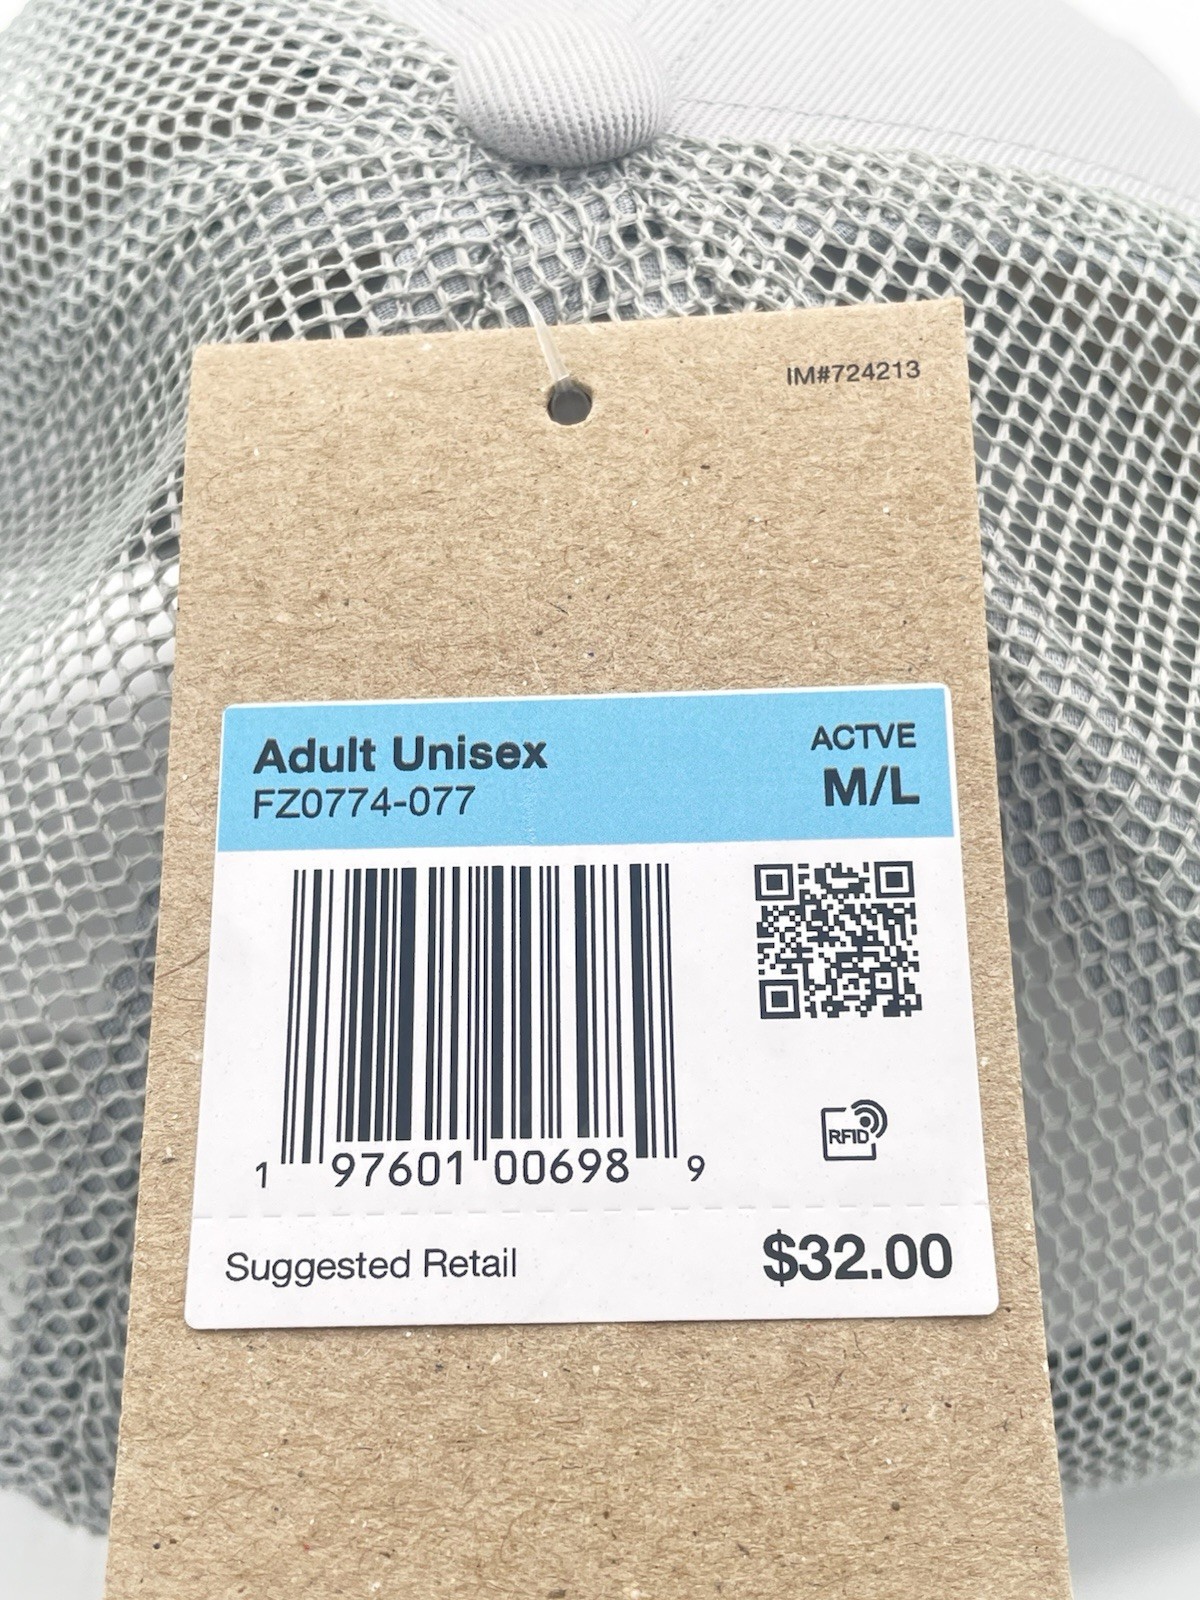 IM#724213
Adult Unisex
FZ0774-077
ACTVE
M/L
1 97601 00698 9
RFID
Suggested Retail
$32.00